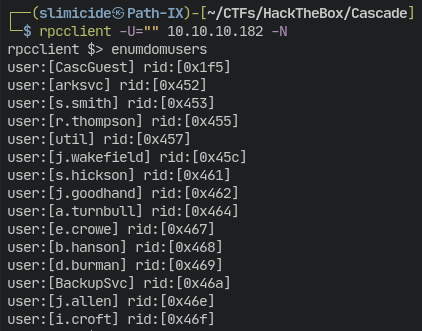 ┌──(slimicide㉿Path-IX)-[~/CTFs/HackTheBox/Cascade]
└─$ rpcclient -U="" 10.10.10.182 -N
rpcclient $> enumdomusers
user:[CascGuest] rid:[0x1f5]
user:[arksvc] rid:[0x452]
user:[s.smith] rid:[0x453]
user:[r.thompson] rid:[0x455]
user:[util] rid:[0x457]
user:[j.wakefield] rid:[0x45c]
user:[s.hickson] rid:[0x461]
user:[j.goodhand] rid:[0x462]
user:[a.turnbull] rid:[0x464]
user:[e.crowe] rid:[0x467]
user:[b.hanson] rid:[0x468]
user:[d.burman] rid:[0x469]
user:[BackupSvc] rid:[0x46a]
user:[j.allen] rid:[0x46e]
user:[i.croft] rid:[0x46f]